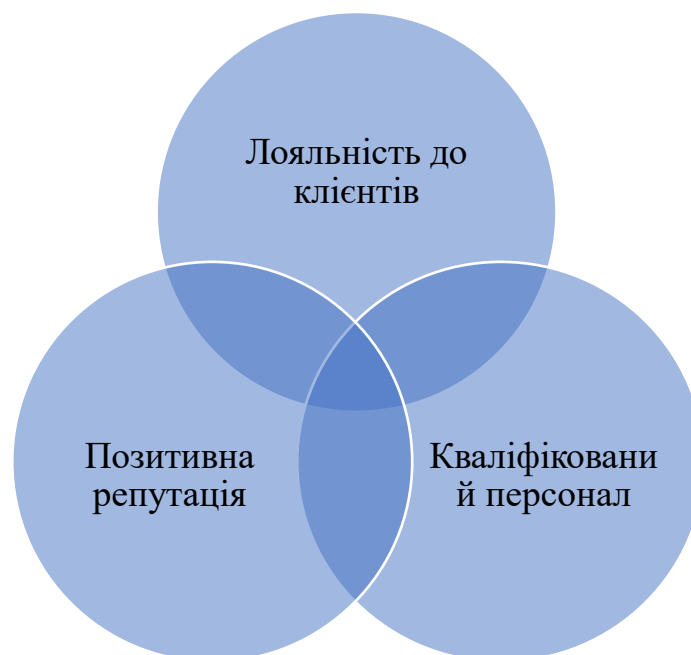 Лояльність до
клієнтів
Позитивна
репутація
Кваліфіковани
й персонал